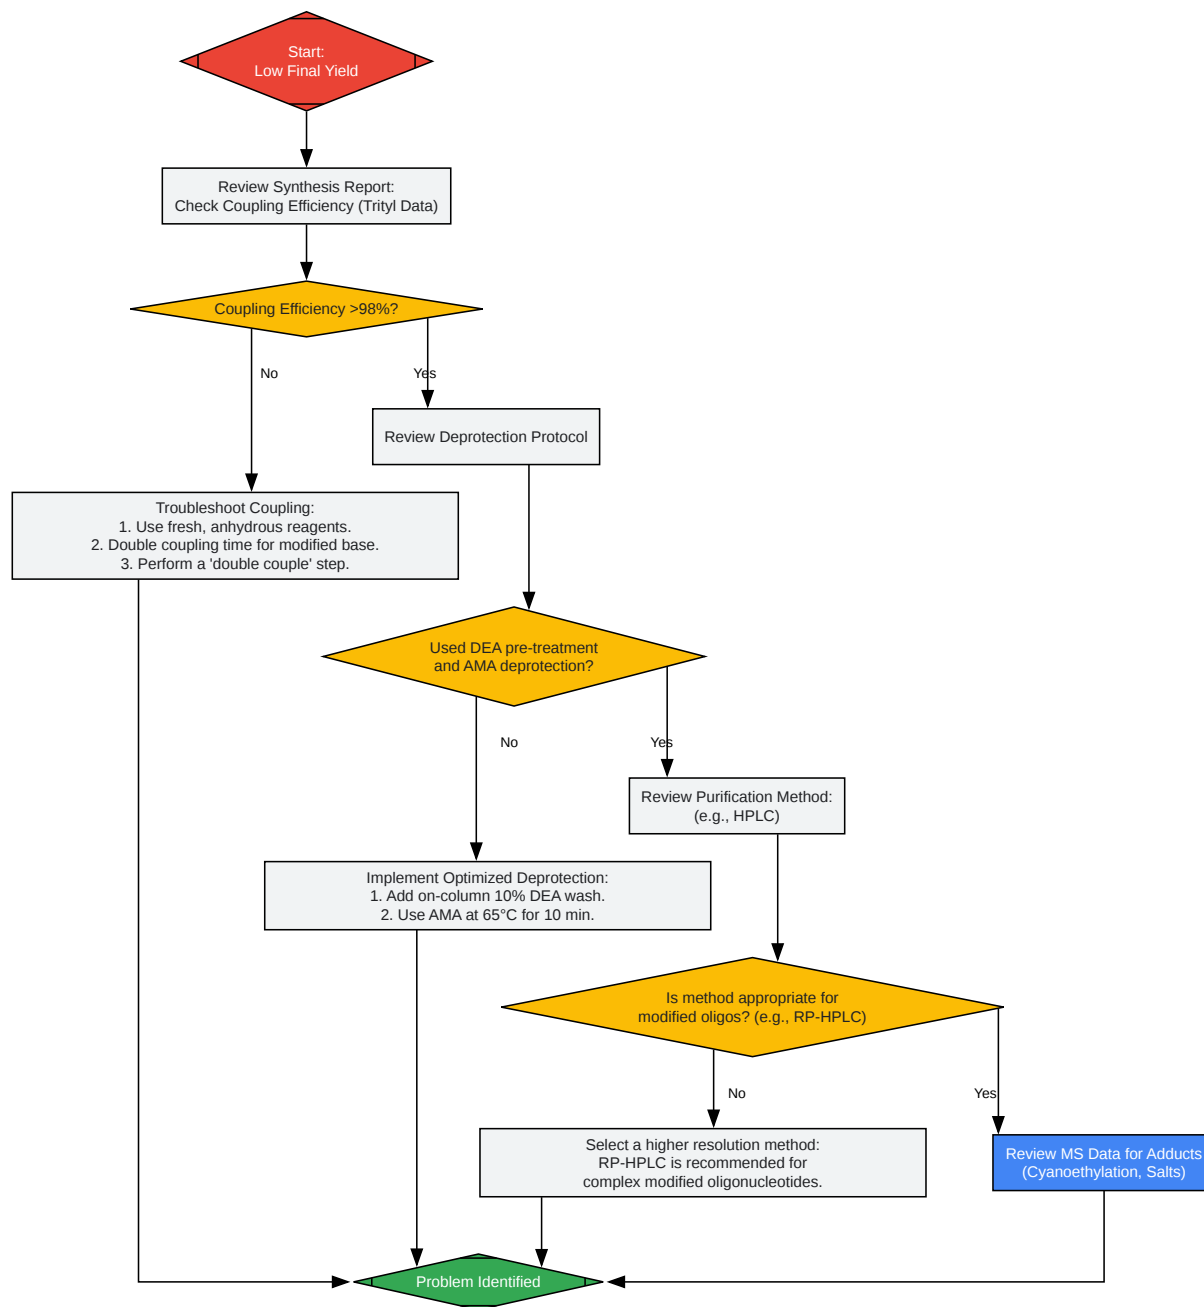 Start:
Low Final Yield
Review Synthesis Report:
Check Coupling Efficiency (Trityl Data)
Coupling Efficiency >98%?
No
Yes
Review Deprotection Protocol
Troubleshoot Coupling:
1. Use fresh, anhydrous reagents.
2. Double coupling time for modified base.
3. Perform a 'double couple' step.
Used DEA pre-treatment
and AMA deprotection?
No
Yes
Review Purification Method:
(e.g., HPLC)
Implement Optimized Deprotection:
1. Add on-column 10% DEA wash.
2. Use AMA at 65°C for 10 min.
Is method appropriate for
modified oligos? (e.g., RP-HPLC)
No
Yes
Select a higher resolution method:
RP-HPLC is recommended for
complex modified oligonucleotides.
Review MS Data for Adducts
(Cyanoethylation, Salts)
Problem Identified